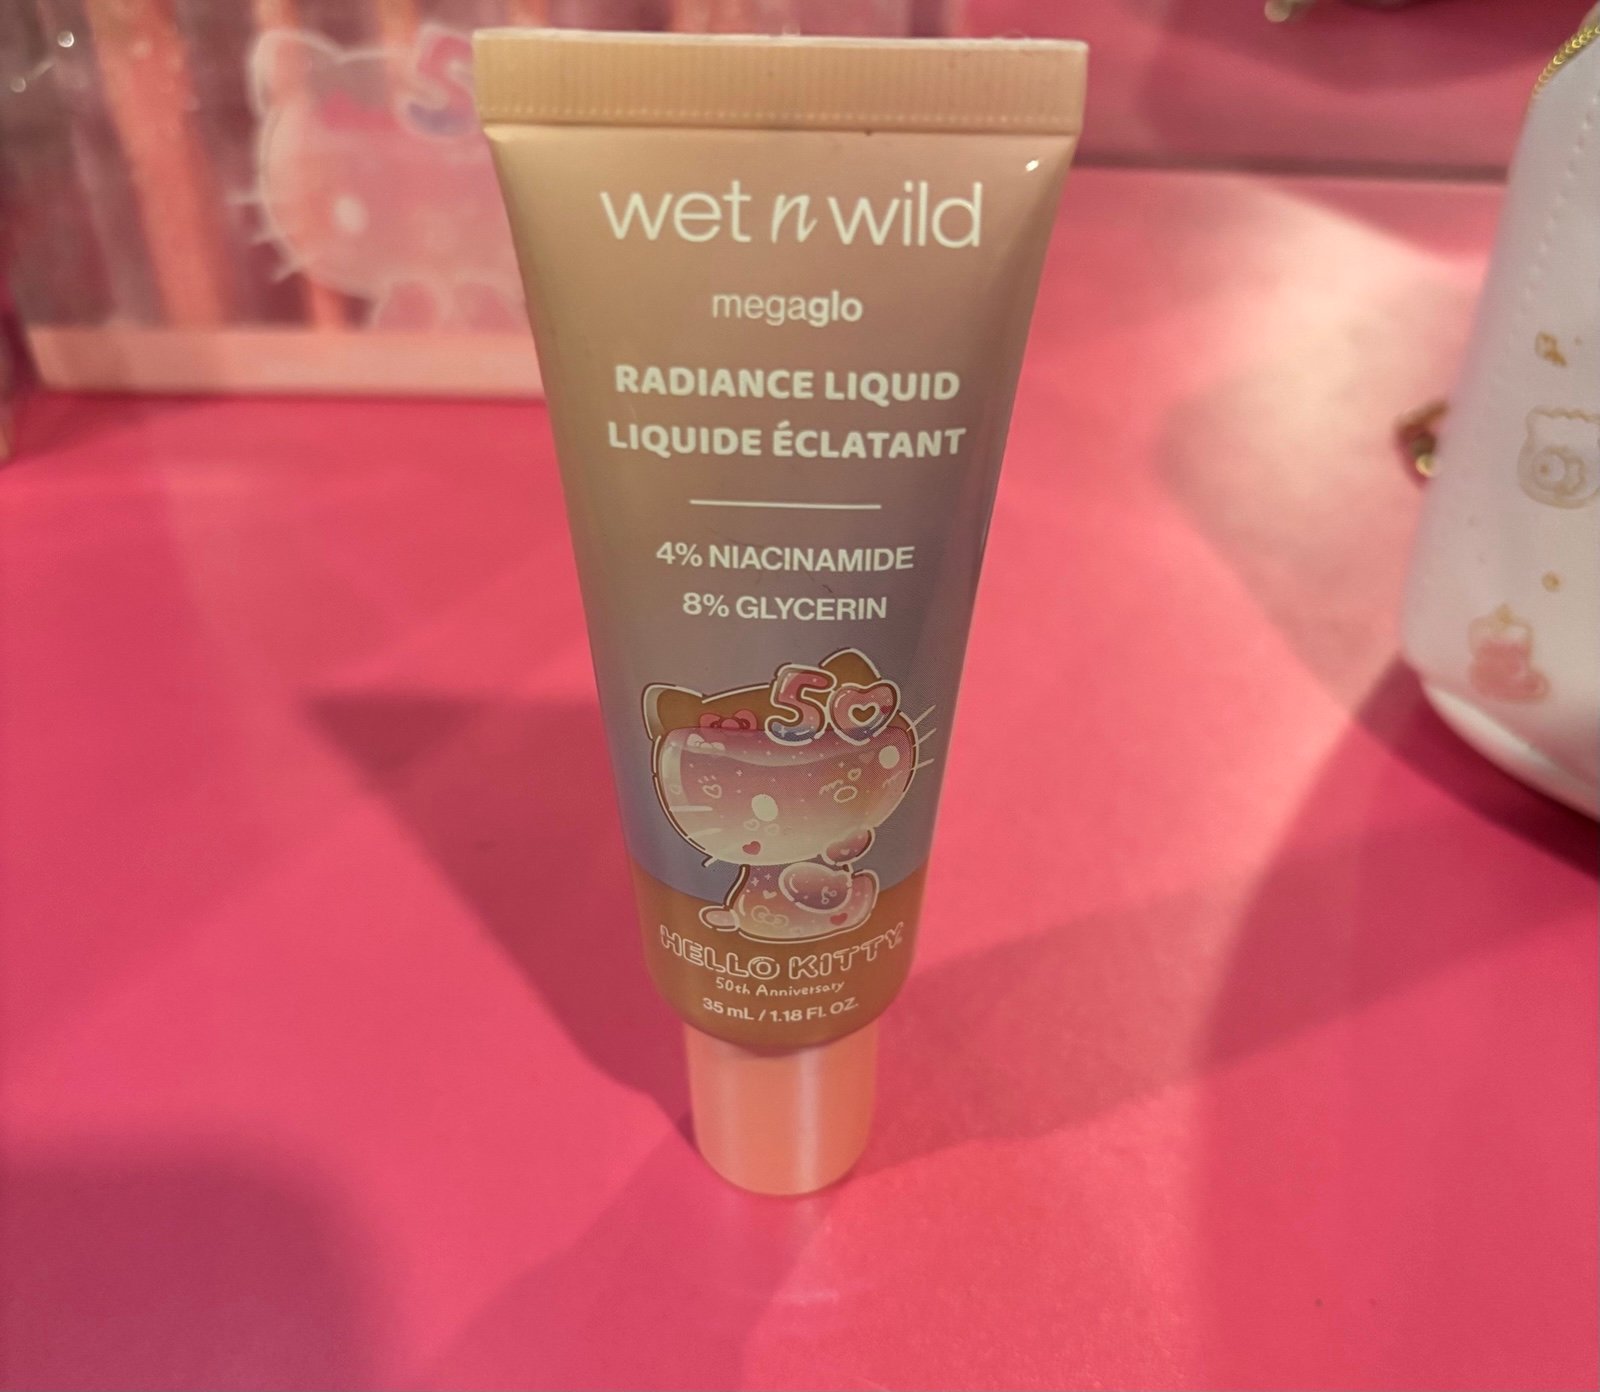 wet n wild
megaglo
RADIANCE LIQUID
LIQUIDE ÉCLATANT
4% NIACINAMIDE
8% GLYCERIN
50
HELLO KITTY
50th Anniversary
35 mL / 1.18 FL. OZ.
5